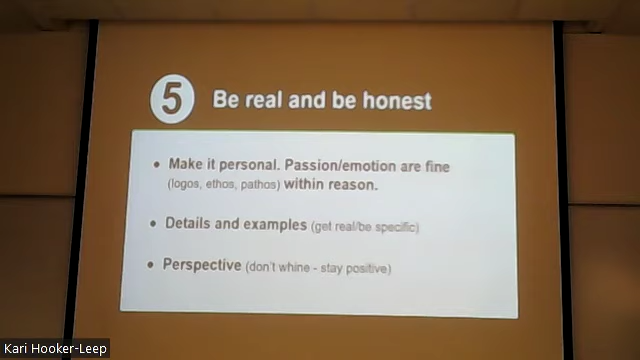 5 Be real and be honest
• Make it personal. Passion/emotion are fine
(logos, ethos, pathos) within reason.
• Details and examples (get real/be specific)
• Perspective (don't whine - stay positive)
Kari Hooker-Leep